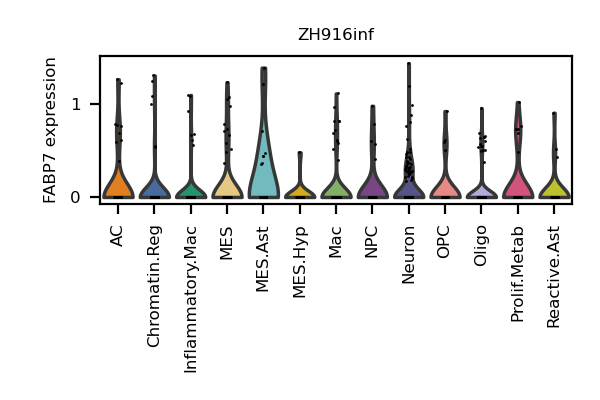 ZH916inf
FABP7 expression
1
0
AC
Chromatin.Reg
Inflammatory.Mac
MES
MES.Ast
MES.Hyp
Mac
NPC
Neuron
OPC
Oligo
Prolif.Metab
Reactive.Ast